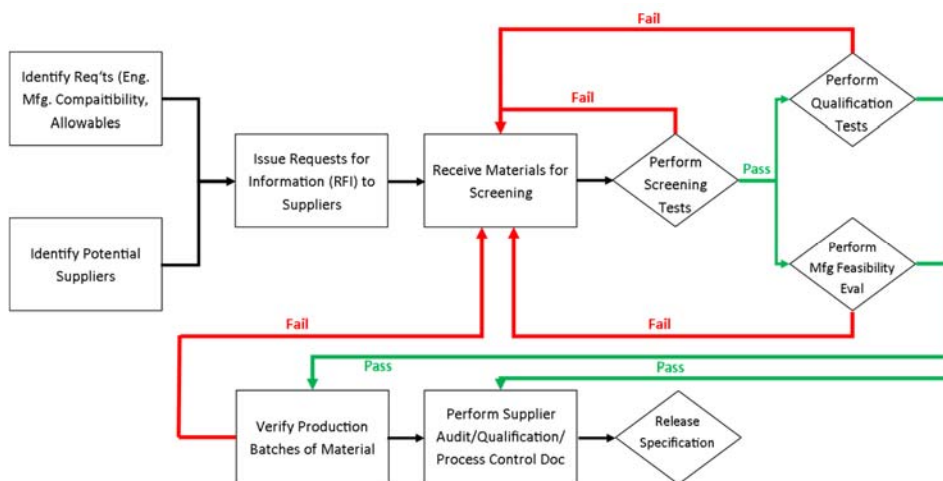 Identify Req'ts (Eng.
Mfg. Compaitibility,
Allowables
Identify Potential
Suppliers
Issue Requests for
Information (RFI) to
Suppliers
Receive Materials for
Screening
Fail
Fail
Perform
Screening
Tests
Pass
Perform
Qualification
Tests
Perform
Mfg Feasibility
Eval
Fail
Fail
Pass
Pass
Verify Production
Batches of Material
Perform Supplier
Audit/Qualification/
Process Control Doc
Release
Specification